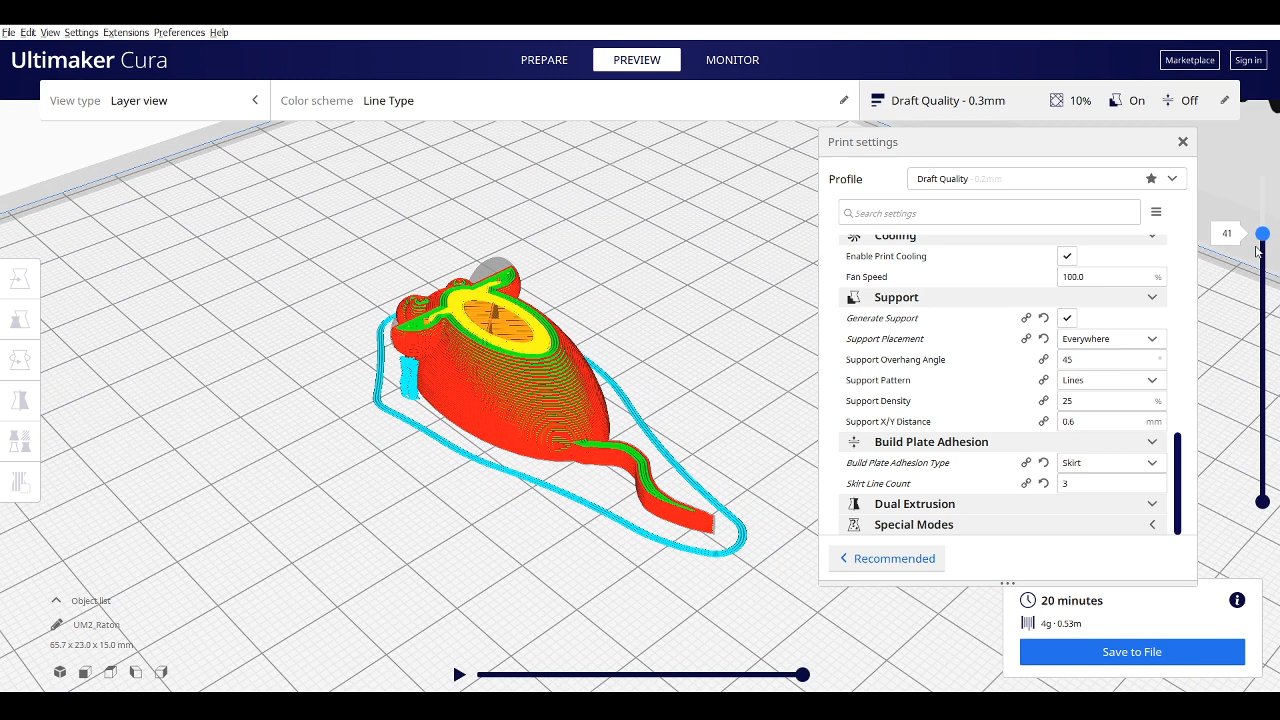 File Edit View Settings Extensions Preferences Help
Ultimaker Cura
PREPARE PREVIEW MONITOR
Marketplace Sign in
View type Layer view
Color scheme Line Type
Draft Quality - 0.3mm 10% On Off
Print settings
Profile Draft Quality - 0.2mm
Search settings
Cooling
Enable Print Cooling
Fan Speed 100.0 %
Support
Generate Support
Support Placement Everywhere
Support Overhang Angle 45 °
Support Pattern Lines
Support Density 25 %
Support X/Y Distance 0.6 mm
Build Plate Adhesion
Build Plate Adhesion Type Skirt
Skirt Line Count 3
Dual Extrusion
Special Modes
Recommended
41
Object list
UM2_Raton
65.7 x 23.0 x 15.0 mm
20 minutes
4g · 0.53m
Save to File